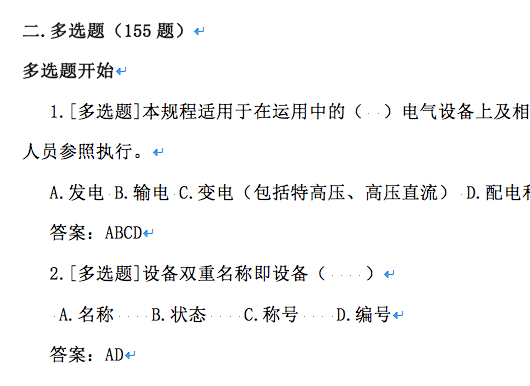 二.多选题（155 题）
多选题开始
1.[多选题]本规程适用于在运用中的（ ）电气设备上及相
人员参照执行。
A.发电 B.输电 C.变电（包括特高压、高压直流） D.配电
答案：ABCD
2.[多选题]设备双重名称即设备（ ）
A.名称 B.状态 C.称号 D.编号
答案：AD